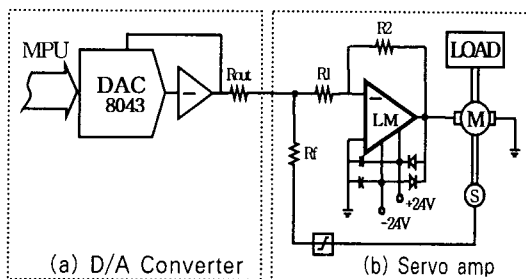 MPU
DAC
8043
Rout
R1
R2
Rf
LM
LOAD
M
S
+24V
-24V
(a) D/A Converter
(b) Servo amp